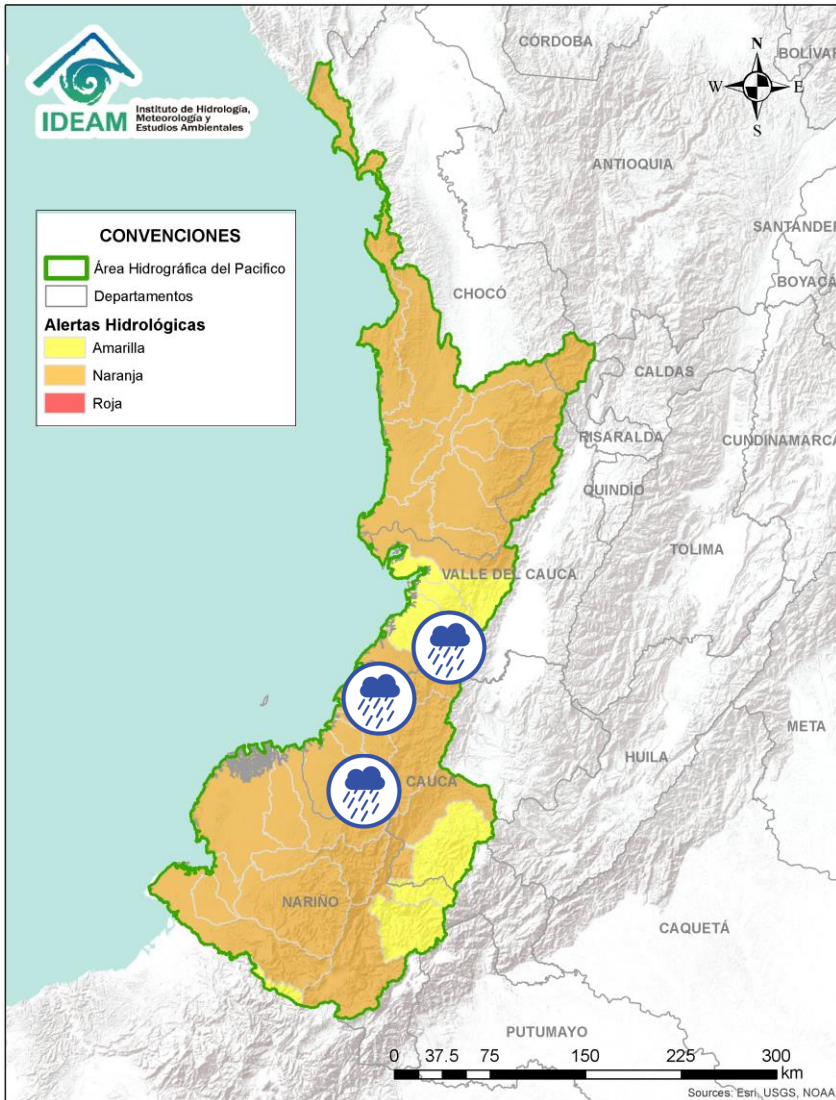 IDEAM
Instituto de Hidrología,
Meteorología y
Estudios Ambientales
CÓRDOBA
BOLÍVAR
N
W
E
S
ANTIOQUIA
SANTANDER
BOYACÁ
CONVENCIONES
Área Hidrográfica del Pacifico
Departamentos
Alertas Hidrológicas
Amarilla
Naranja
Roja
CHOCÓ
CALDAS
RISARALDA
CUNDINAMARCA
QUINDÍO
TOLIMA
VALLE DEL CAUCA
META
HUILA
CAUCA
NARIÑO
CAQUETÁ
PUTUMAYO
0 37.5 75 150 225 300
km
Sources: Esri, USGS, NOAA